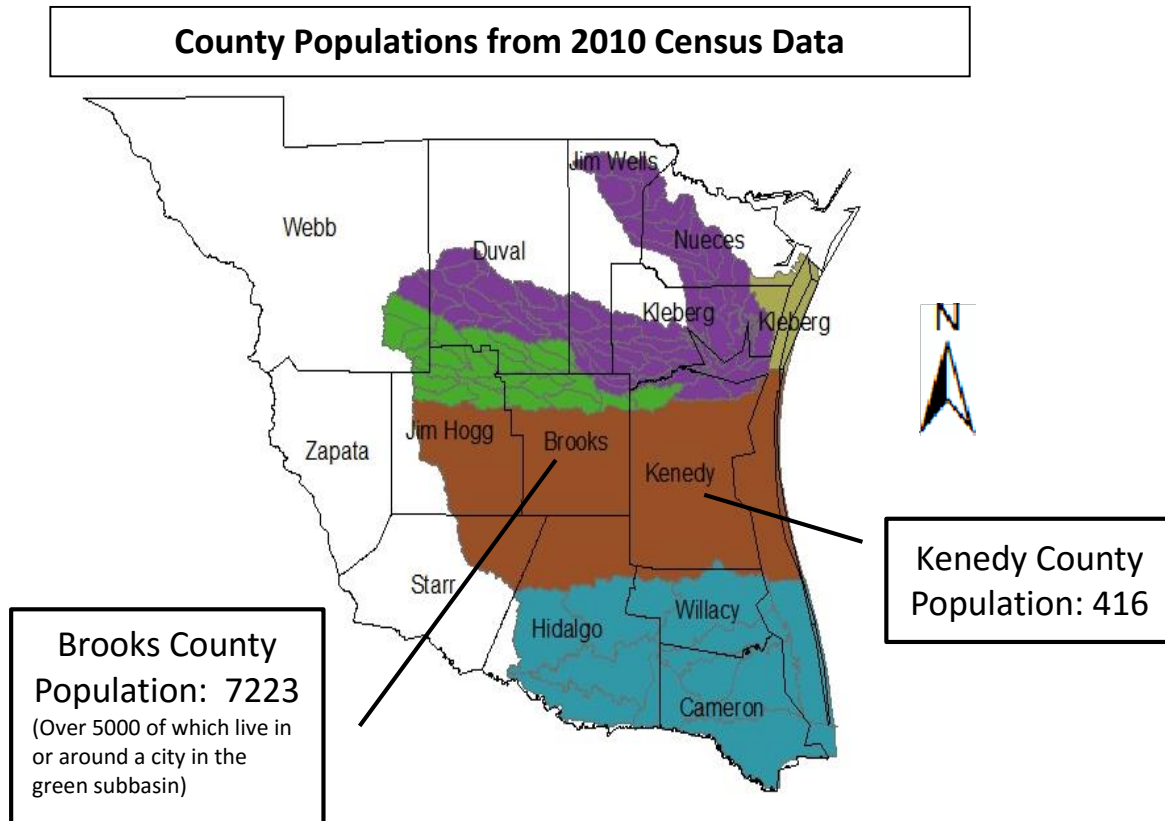 County Populations from 2010 Census Data
Jim Wells
Webb
Nueces
Duval
Kleberg
Kleberg
N
Jim Hogg
Brooks
Zapata
Kenedy
Kenedy County
Population: 416
Starr
Willacy
Hidalgo
Brooks County
Population: 7223
(Over 5000 of which live in
or around a city in the
green subbasin)
Cameron